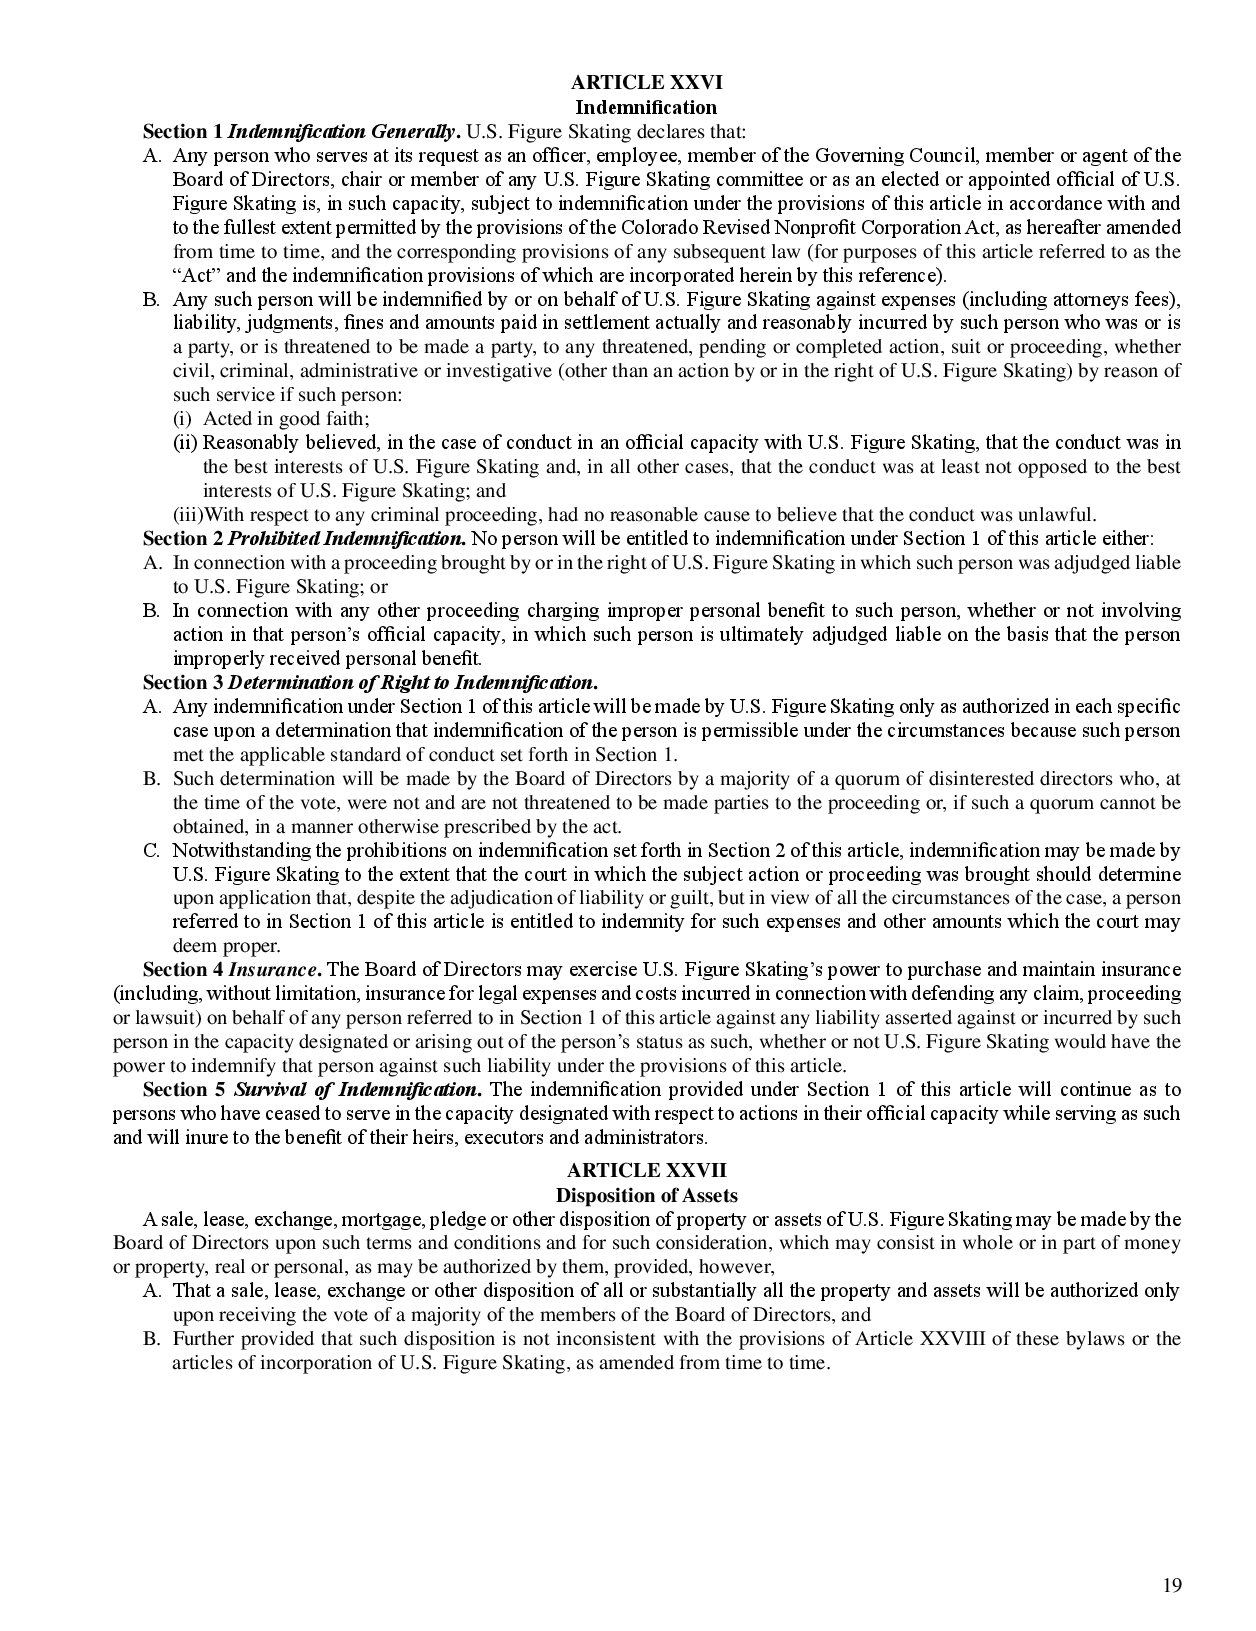 ARTICLE XXVI
Indemnification
Section 1 Indemnification Generally. U.S. Figure Skating declares that:
A. Any person who serves at its request as an officer, employee, member of the Governing Council, member or agent of the
Board of Directors, chair or member of any U.S. Figure Skating committee or as an elected or appointed official of U.S.
Figure Skating is, in such capacity, subject to indemnification under the provisions of this article in accordance with and
to the fullest extent permitted by the provisions of the Colorado Revised Nonprofit Corporation Act, as hereafter amended
from time to time, and the corresponding provisions of any subsequent law (for purposes of this article referred to as the
“Act” and the indemnification provisions of which are incorporated herein by this reference).
B. Any such person will be indemnified by or on behalf of U.S. Figure Skating against expenses (including attorneys fees),
liability, judgments, fines and amounts paid in settlement actually and reasonably incurred by such person who was or is
a party, or is threatened to be made a party, to any threatened, pending or completed action, suit or proceeding, whether
civil, criminal, administrative or investigative (other than an action by or in the right of U.S. Figure Skating) by reason of
such service if such person:
(i) Acted in good faith;
(ii) Reasonably believed, in the case of conduct in an official capacity with U.S. Figure Skating, that the conduct was in
the best interests of U.S. Figure Skating and, in all other cases, that the conduct was at least not opposed to the best
interests of U.S. Figure Skating; and
(iii)With respect to any criminal proceeding, had no reasonable cause to believe that the conduct was unlawful.
Section 2 Prohibited Indemnification. No person will be entitled to indemnification under Section 1 of this article either:
A. In connection with a proceeding brought by or in the right of U.S. Figure Skating in which such person was adjudged liable
to U.S. Figure Skating; or
B. In connection with any other proceeding charging improper personal benefit to such person, whether or not involving
action in that person’s official capacity, in which such person is ultimately adjudged liable on the basis that the person
improperly received personal benefit.
Section 3 Determination of Right to Indemnification.
A. Any indemnification under Section 1 of this article will be made by U.S. Figure Skating only as authorized in each specific
case upon a determination that indemnification of the person is permissible under the circumstances because such person
met the applicable standard of conduct set forth in Section 1.
B. Such determination will be made by the Board of Directors by a majority of a quorum of disinterested directors who, at
the time of the vote, were not and are not threatened to be made parties to the proceeding or, if such a quorum cannot be
obtained, in a manner otherwise prescribed by the act.
C. Notwithstanding the prohibitions on indemnification set forth in Section 2 of this article, indemnification may be made by
U.S. Figure Skating to the extent that the court in which the subject action or proceeding was brought should determine
upon application that, despite the adjudication of liability or guilt, but in view of all the circumstances of the case, a person
referred to in Section 1 of this article is entitled to indemnity for such expenses and other amounts which the court may
deem proper.
Section 4 Insurance. The Board of Directors may exercise U.S. Figure Skating’s power to purchase and maintain insurance
(including, without limitation, insurance for legal expenses and costs incurred in connection with defending any claim, proceeding
or lawsuit) on behalf of any person referred to in Section 1 of this article against any liability asserted against or incurred by such
person in the capacity designated or arising out of the person’s status as such, whether or not U.S. Figure Skating would have the
power to indemnify that person against such liability under the provisions of this article.
Section 5 Survival of Indemnification. The indemnification provided under Section 1 of this article will continue as to
persons who have ceased to serve in the capacity designated with respect to actions in their official capacity while serving as such
and will inure to the benefit of their heirs, executors and administrators.
ARTICLE XXVII
Disposition of Assets
A sale, lease, exchange, mortgage, pledge or other disposition of property or assets of U.S. Figure Skating may be made by the
Board of Directors upon such terms and conditions and for such consideration, which may consist in whole or in part of money
or property, real or personal, as may be authorized by them, provided, however,
A. That a sale, lease, exchange or other disposition of all or substantially all the property and assets will be authorized only
upon receiving the vote of a majority of the members of the Board of Directors, and
B. Further provided that such disposition is not inconsistent with the provisions of Article XXVIII of these bylaws or the
articles of incorporation of U.S. Figure Skating, as amended from time to time.
19